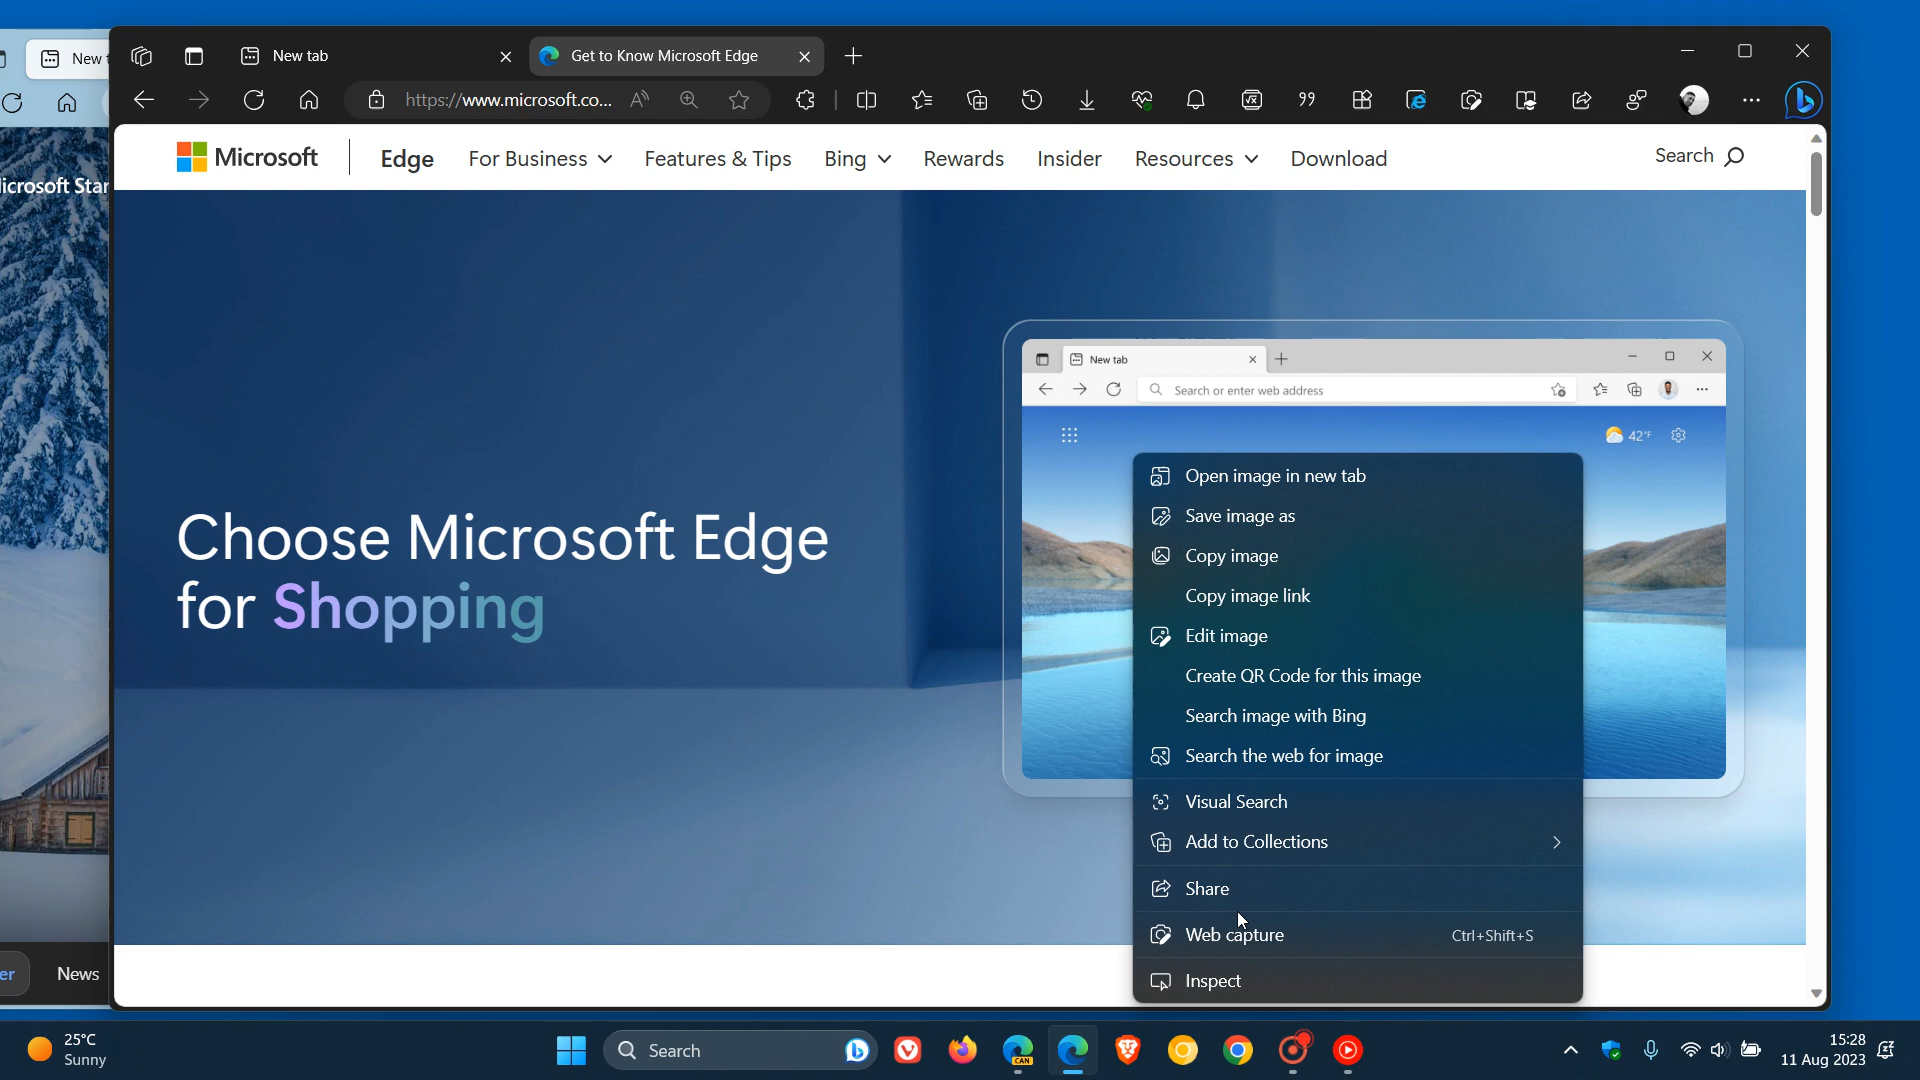 New t
New tab
Get to Know Microsoft Edge
https://www.microsoft.co...
Microsoft
Edge
For Business
Features & Tips
Bing
Rewards
Insider
Resources
Download
Search
icrosoft Star
Choose Microsoft Edge
for Shopping
New tab
Search or enter web address
42°F
Open image in new tab
Save image as
Copy image
Copy image link
Edit image
Create QR Code for this image
Search image with Bing
Search the web for image
Visual Search
Add to Collections
Share
Web capture
Ctrl+Shift+S
Inspect
er
News
25°C
Sunny
Search
CAN
15:28
11 Aug 2023